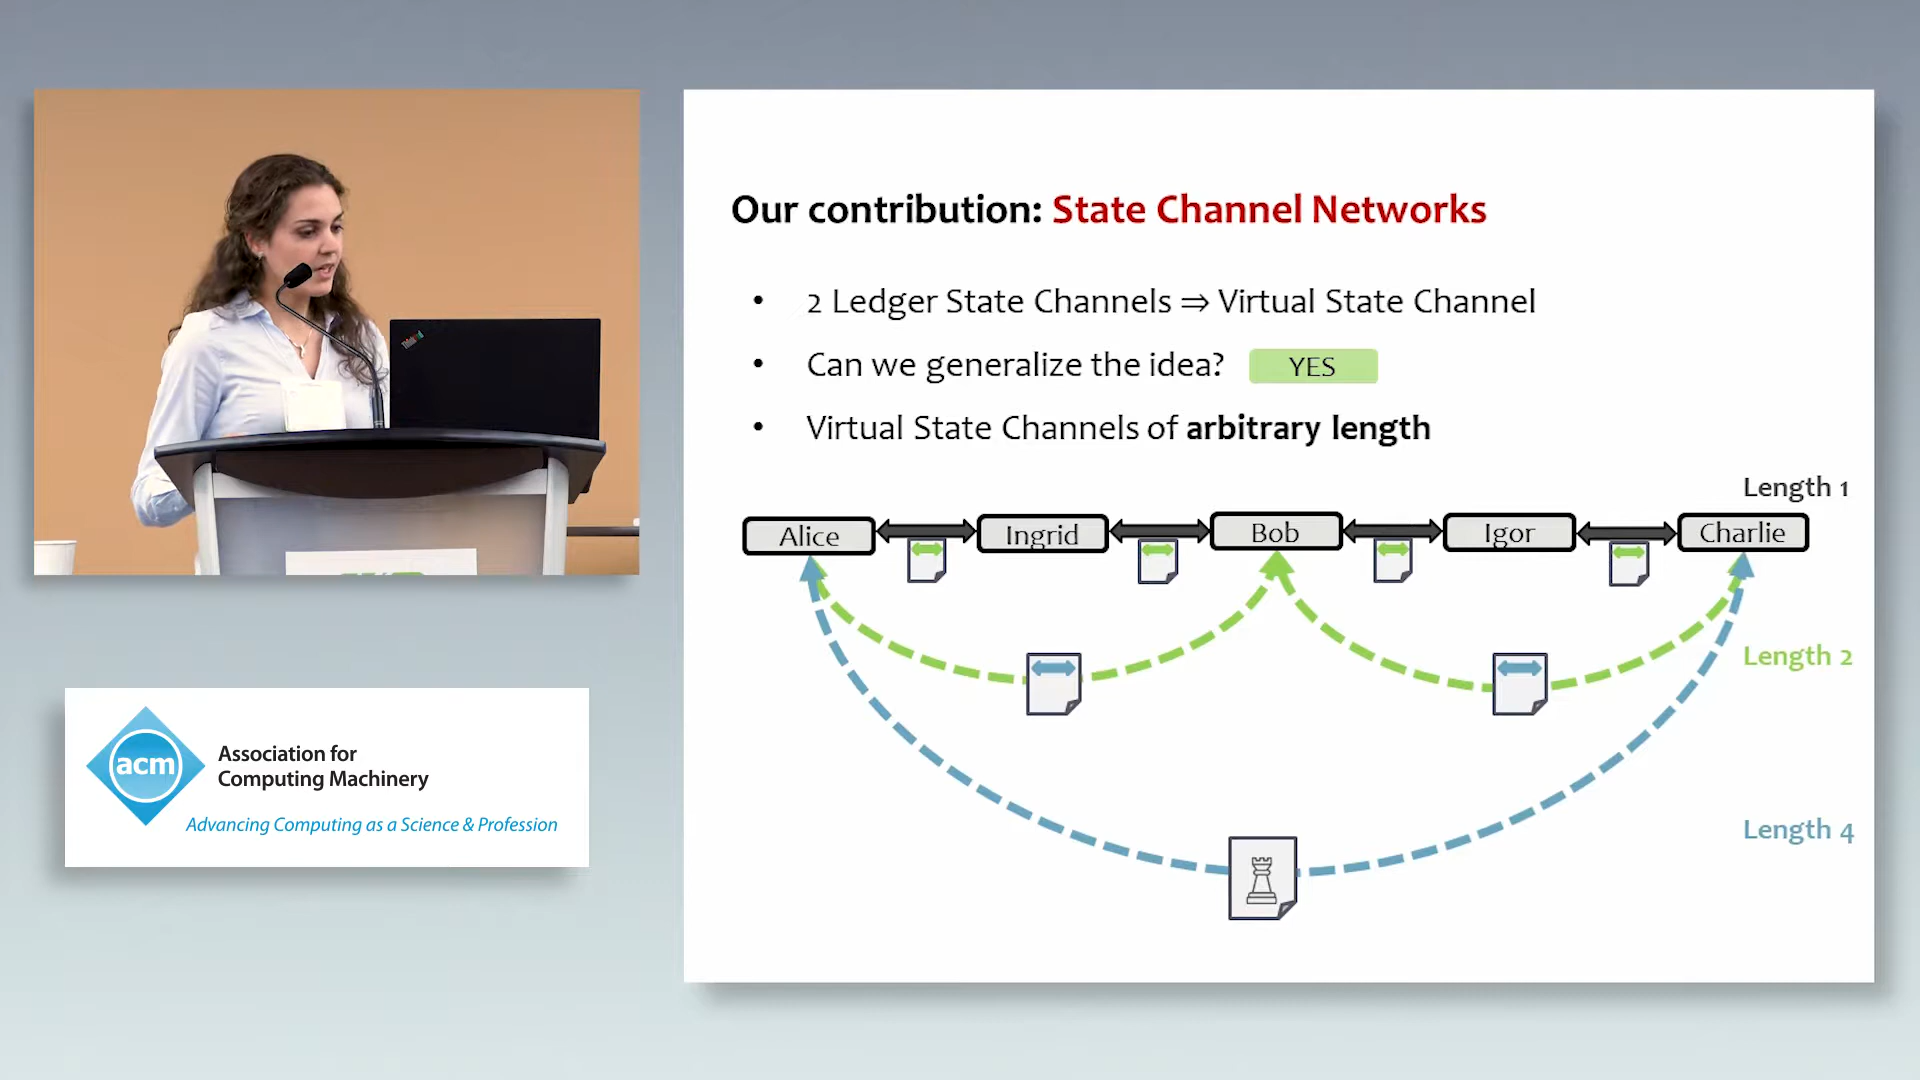 Our contribution: State Channel Networks
• 2 Ledger State Channels ⇒ Virtual State Channel
• Can we generalize the idea? YES
• Virtual State Channels of arbitrary length
Length 1
Alice
Ingrid
Bob
Igor
Charlie
Length 2
Length 4
ThinkPad
acm
Association for
Computing Machinery
Advancing Computing as a Science & Profession